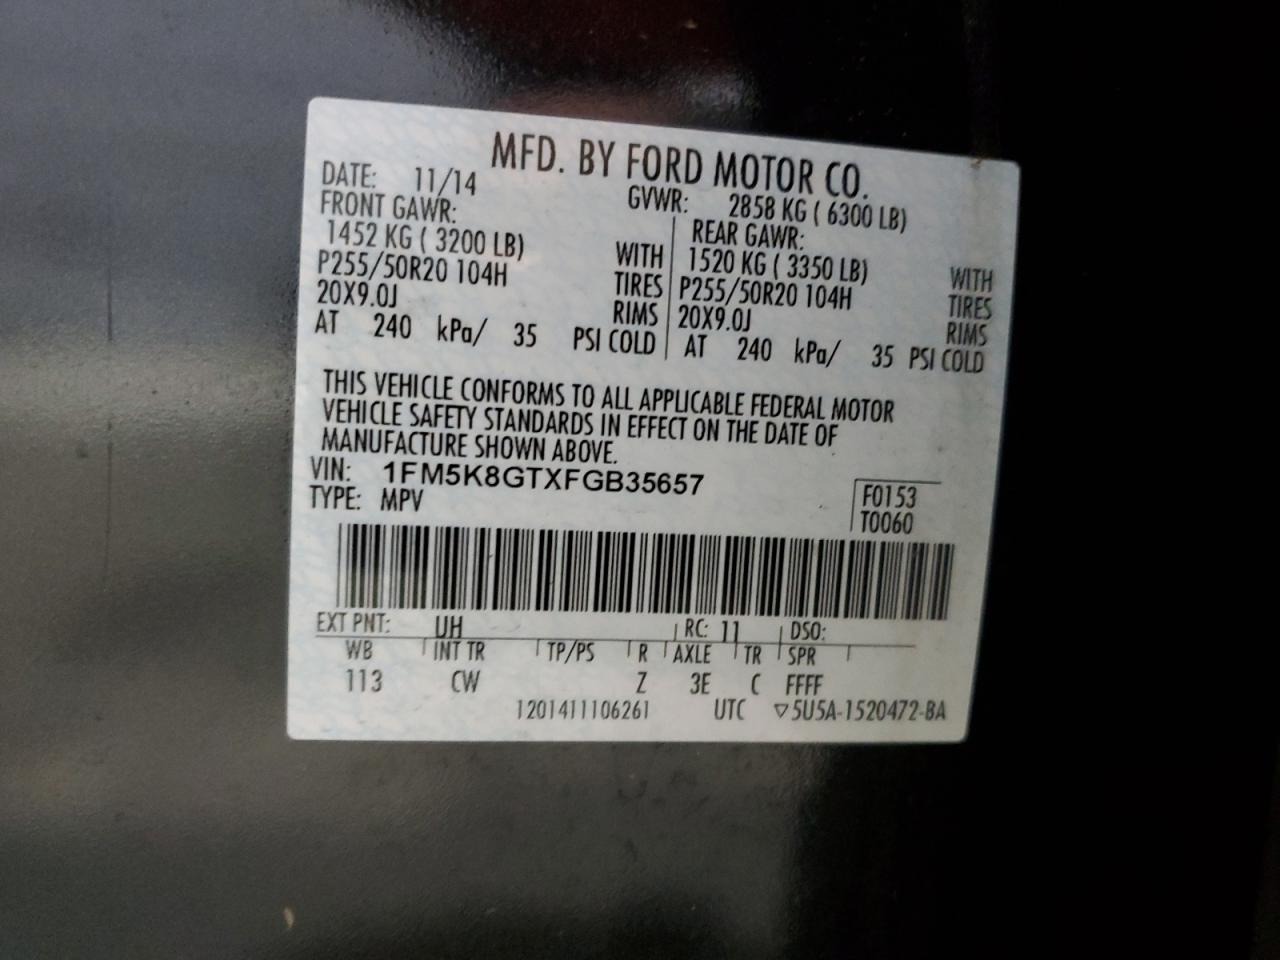 MFD. BY FORD MOTOR CO.
DATE: 11/14 GVWR: 2858 KG ( 6300 LB)
FRONT GAWR: REAR GAWR:
1452 KG ( 3200 LB) WITH 1520 KG ( 3350 LB) WITH
P255/50R20 104H TIRES P255/50R20 104H TIRES
20X9.0J RIMS 20X9.0J RIMS
AT 240 kPa/ 35 PSI COLD AT 240 kPa/ 35 PSI COLD
THIS VEHICLE CONFORMS TO ALL APPLICABLE FEDERAL MOTOR
VEHICLE SAFETY STANDARDS IN EFFECT ON THE DATE OF
MANUFACTURE SHOWN ABOVE.
VIN: 1FM5K8GTXFGB35657
TYPE: MPV
F0153
T0060
EXT PNT: UH RC: 11 DSO:
WB INT TR TP/PS R AXLE TR SPR
113 CW Z 3E C FFFF
1201411106261 UTC ▽5U5A-1520472-BA